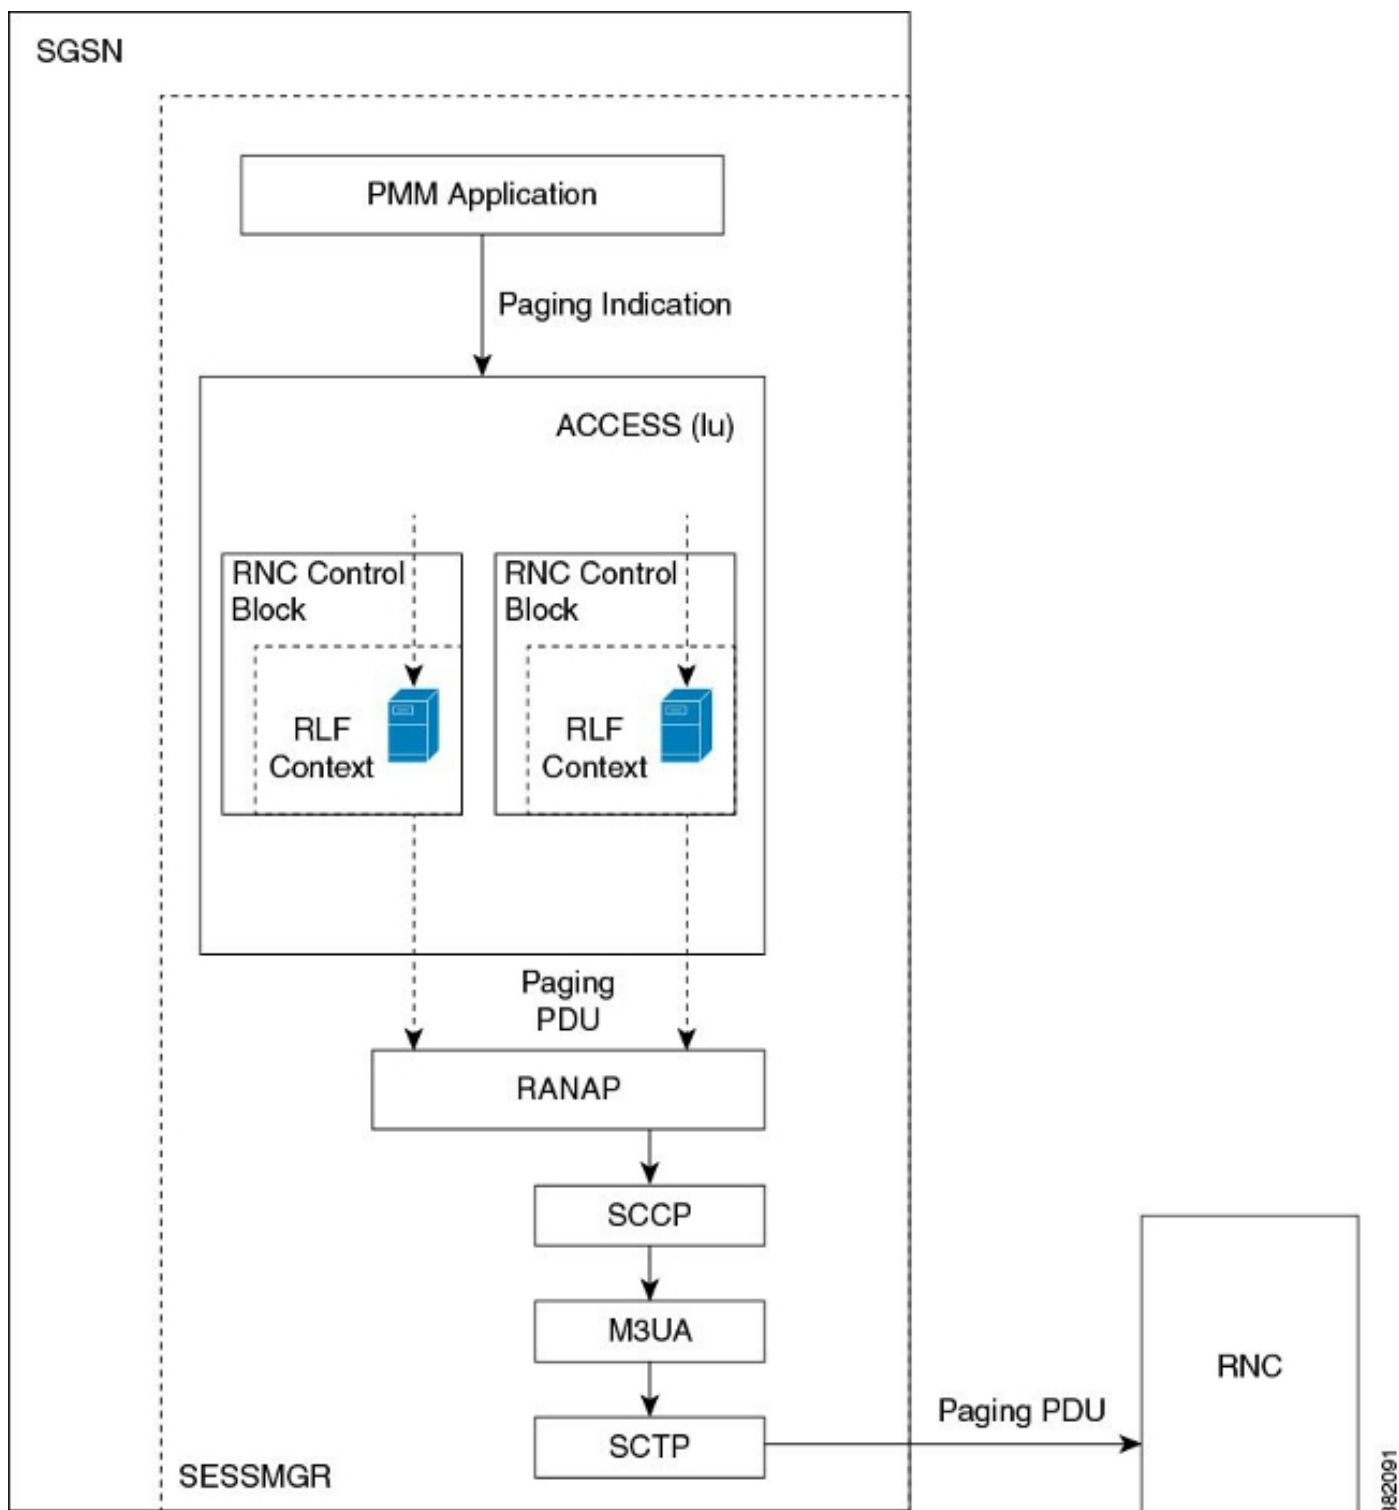 SGSN
PMM Application
Paging Indication
ACCESS (Iu)
RNC Control
Block
RLF
Context
RNC Control
Block
RLF
Context
Paging
PDU
RANAP
SCCP
M3UA
SCTP
SESSMGR
Paging PDU
RNC